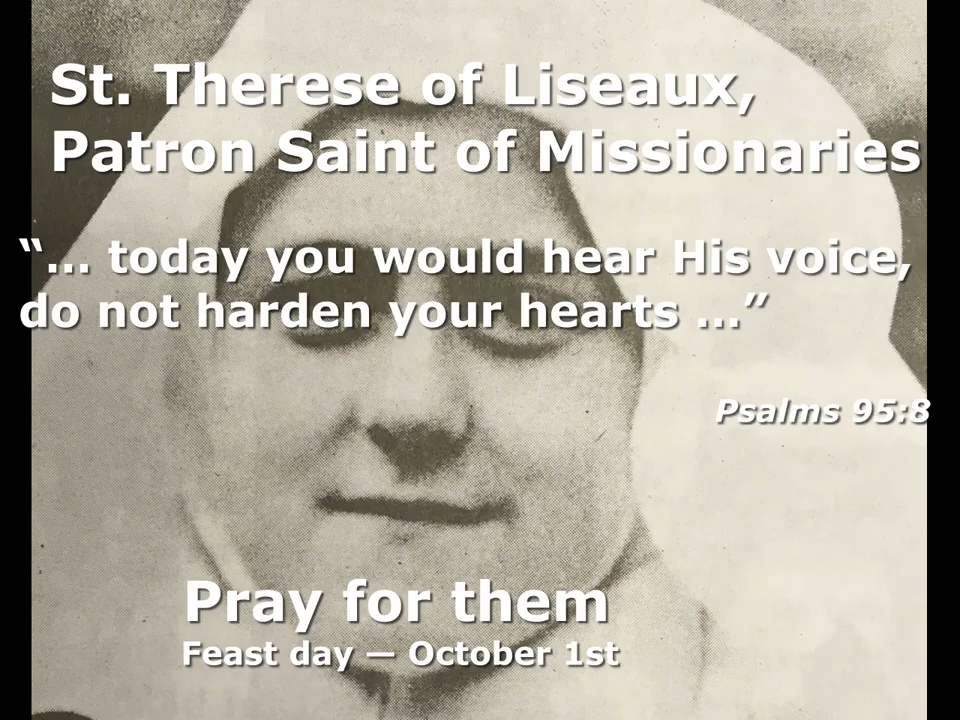 St. Therese of Liseaux,
Patron Saint of Missionaries
“... today you would hear His voice,
do not harden your hearts ...”
Psalms 95:8
Pray for them
Feast day — October 1st